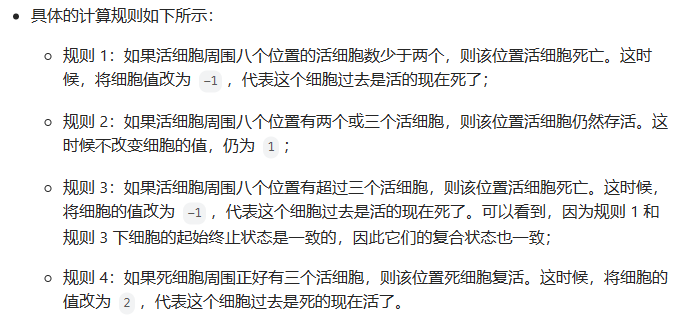 具体的计算规则如下所示：
规则 1：如果活细胞周围八个位置的活细胞数少于两个，则该位置活细胞死亡。这时
候，将细胞值改为 -1，代表这个细胞过去是活的现在死了；
规则 2：如果活细胞周围八个位置有两个或三个活细胞，则该位置活细胞仍然存活。这
时候不改变细胞的值，仍为 1；
规则 3：如果活细胞周围八个位置有超过三个活细胞，则该位置活细胞死亡。这时候，
将细胞的值改为 -1，代表这个细胞过去是活的现在死了。可以看到，因为规则 1 和
规则 3 下细胞的起始终止状态是一致的，因此它们的复合状态也一致；
规则 4：如果死细胞周围正好有三个活细胞，则该位置死细胞复活。这时候，将细胞的
值改为 2，代表这个细胞过去是死的现在活了。